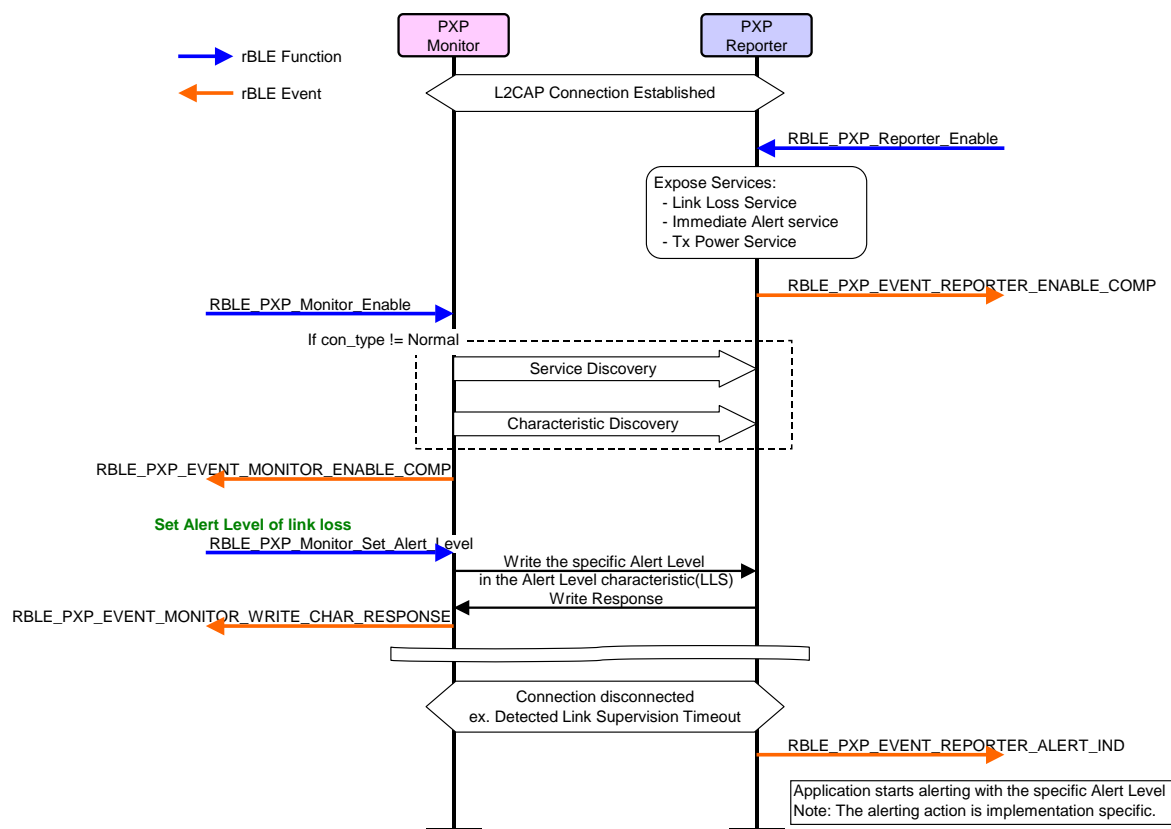 PXP
Monitor
PXP
Reporter
rBLE Function
rBLE Event
L2CAP Connection Established
RBLE_PXP_Reporter_Enable
Expose Services:
- Link Loss Service
- Immediate Alert service
- Tx Power Service
RBLE_PXP_EVENT_REPORTER_ENABLE_COMP
RBLE_PXP_Monitor_Enable
If con_type != Normal
Service Discovery
Characteristic Discovery
RBLE_PXP_EVENT_MONITOR_ENABLE_COMP
Set Alert Level of link loss
RBLE_PXP_Monitor_Set_Alert_Level
Write the specific Alert Level
in the Alert Level characteristic(LLS)
Write Response
RBLE_PXP_EVENT_MONITOR_WRITE_CHAR_RESPONSE
Connection disconnected
ex. Detected Link Supervision Timeout
RBLE_PXP_EVENT_REPORTER_ALERT_IND
Application starts alerting with the specific Alert Level
Note: The alerting action is implementation specific.